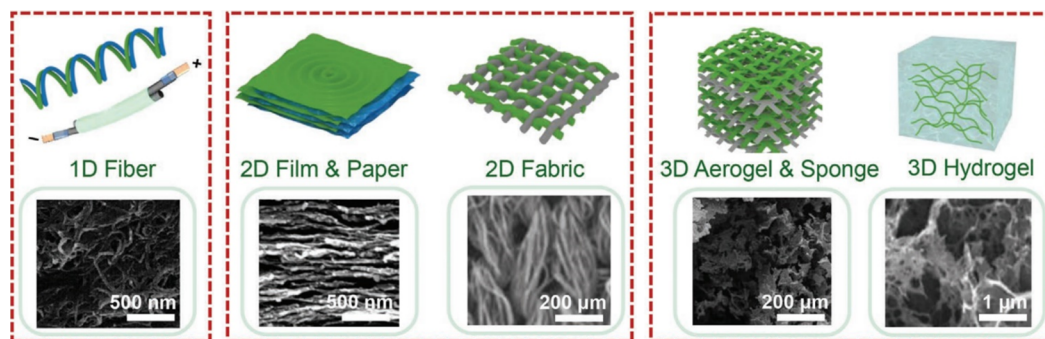 +
−
1D Fiber
2D Film & Paper
2D Fabric
3D Aerogel & Sponge
3D Hydrogel
500 nm
500 nm
200 µm
200 µm
1 µm